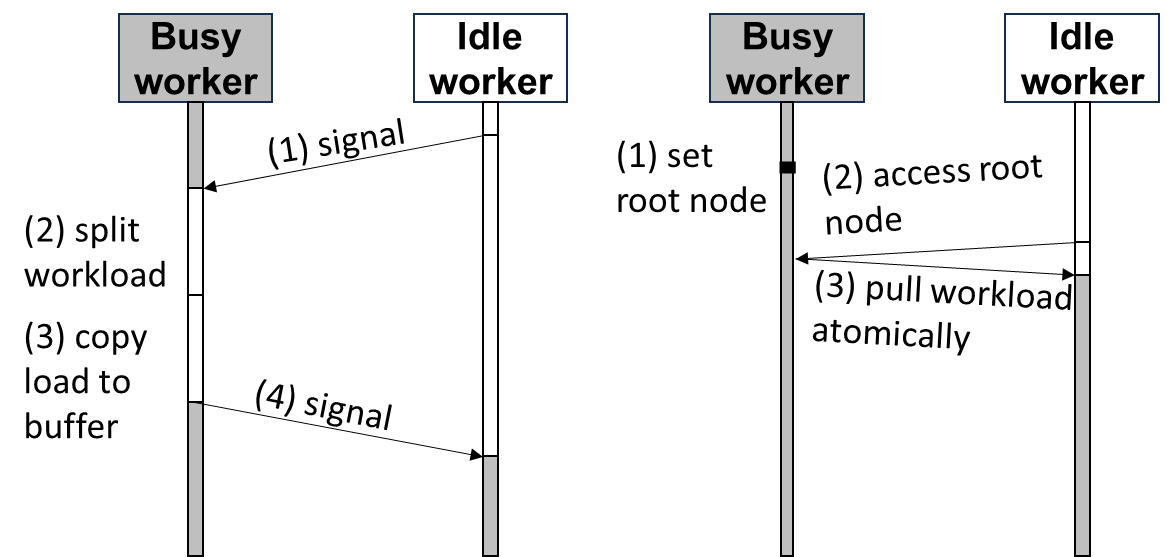 Busy
worker
Idle
worker
(1) signal
(2) split
workload
(3) copy
load to
buffer
(4) signal
Busy
worker
Idle
worker
(1) set
root node
(2) access root
node
(3) pull workload
atomically